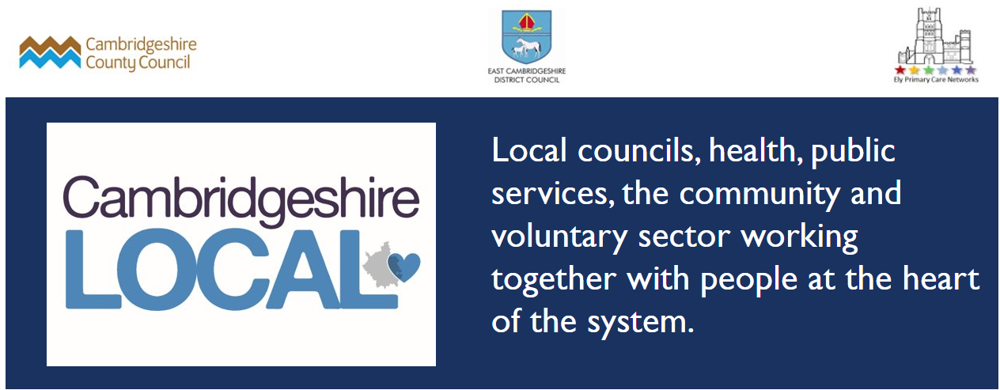 Cambridgeshire
County Council
EAST CAMBRIDGESHIRE
DISTRICT COUNCIL
Ely Primary Care Networks
Cambridgeshire
LOCAL
Local councils, health, public
services, the community and
voluntary sector working
together with people at the heart
of the system.